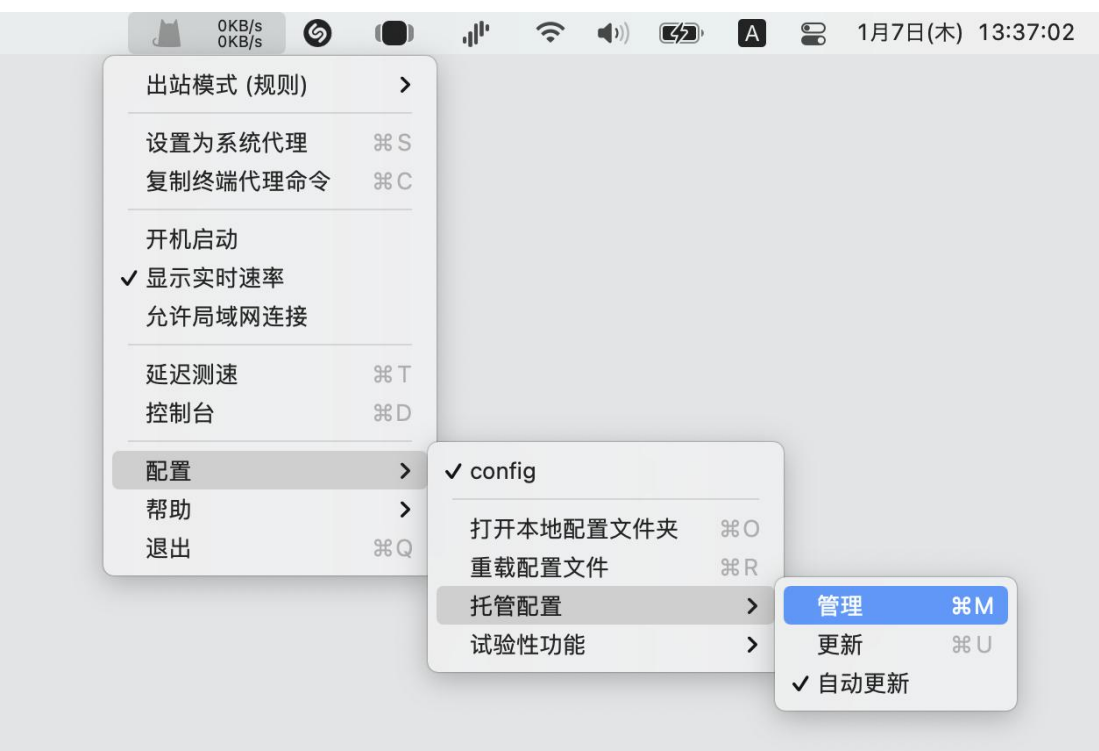 0KB/s
0KB/s
A
1月7日(木) 13:37:02
出站模式 (规则)
设置为系统代理 ⌘S
复制终端代理命令 ⌘C
开机启动
✓ 显示实时速率
允许局域网连接
延迟测速 ⌘T
控制台 ⌘D
配置
帮助
退出 ⌘Q
✓ config
打开本地配置文件夹 ⌘O
重载配置文件 ⌘R
托管配置
试验性功能
管理 ⌘M
更新 ⌘U
✓ 自动更新